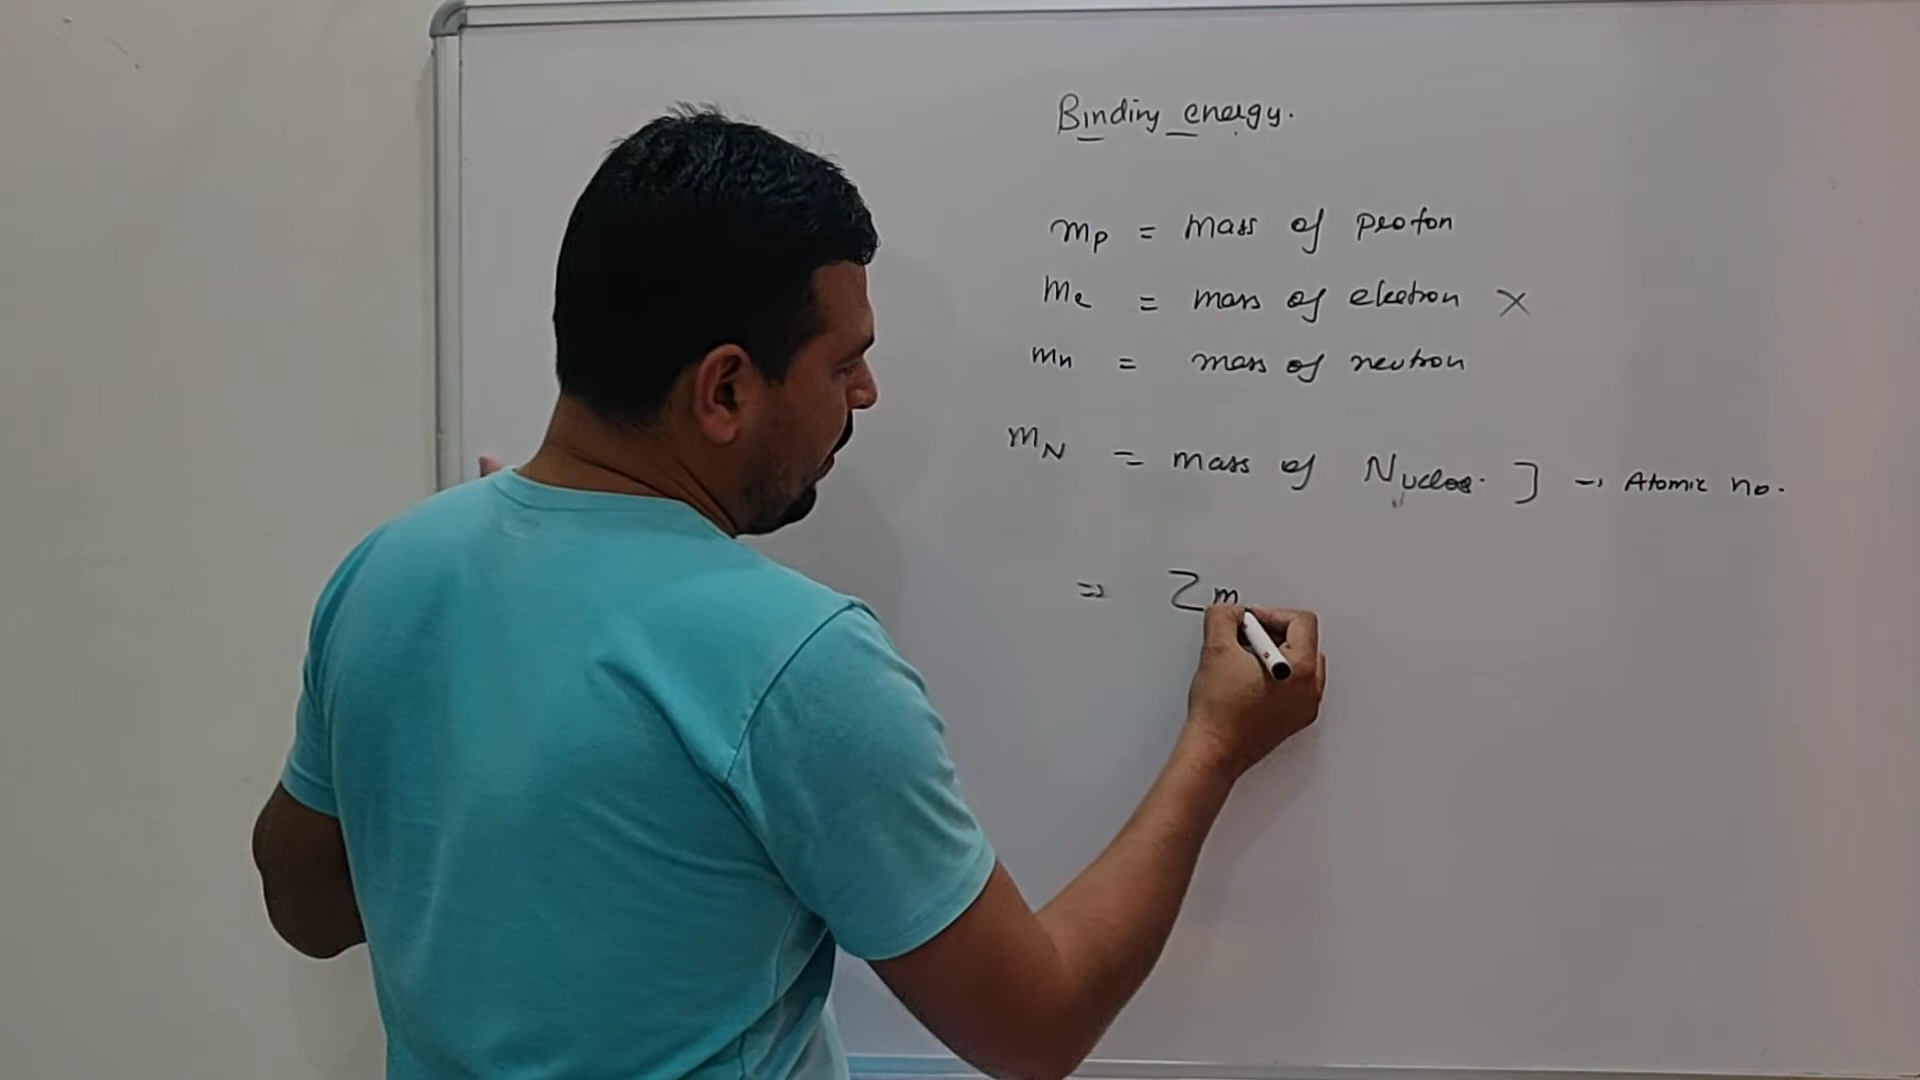 Binding energy.
mp = mass of proton
me = mass of electron ×
mn = mass of neutron
mN = mass of Nucleos. ] → Atomic no.
⇒ Zm